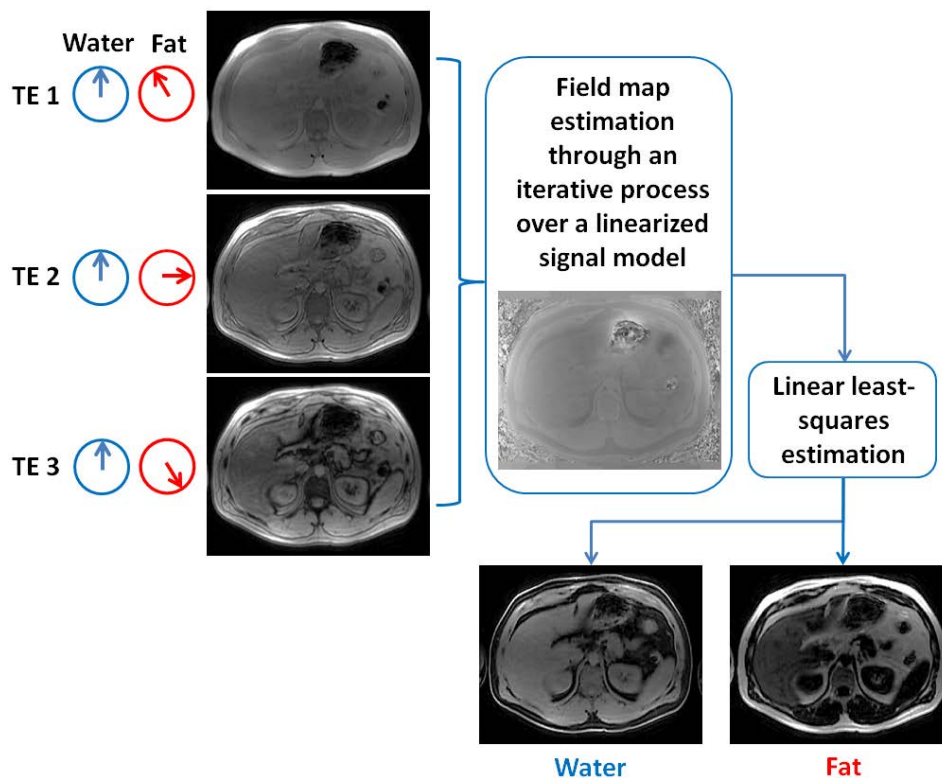 Water Fat
TE 1
TE 2
TE 3
Field map
estimation
through an
iterative process
over a linearized
signal model
Linear least-
squares
estimation
Water
Fat